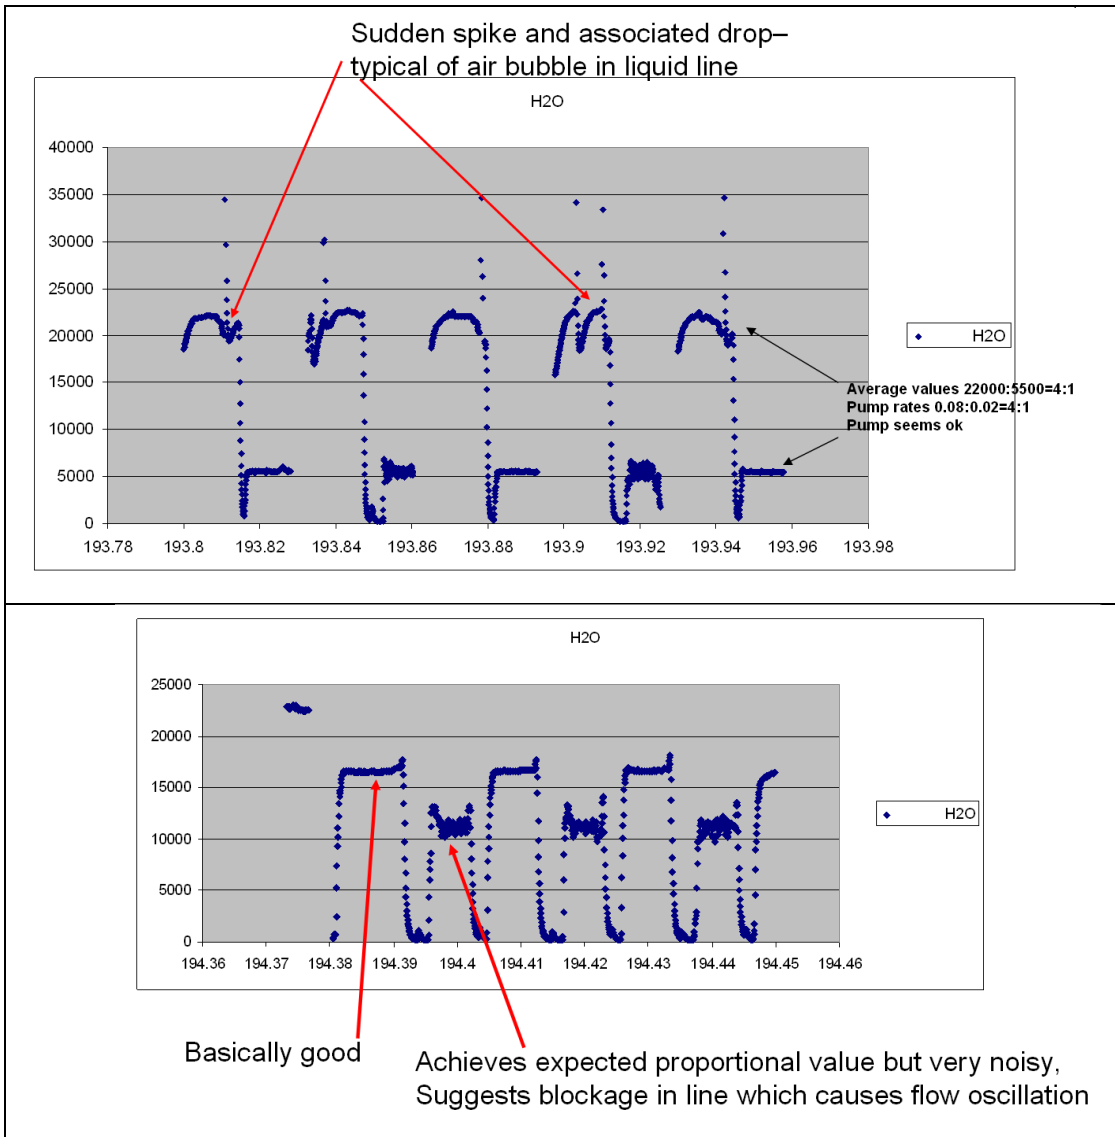 Sudden spike and associated drop–
typical of air bubble in liquid line
H2O
40000
35000
30000
25000
20000
15000
10000
5000
0
193.78 193.8 193.82 193.84 193.86 193.88 193.9 193.92 193.94 193.96 193.98
H2O
Average values 22000:5500=4:1
Pump rates 0.08:0.02=4:1
Pump seems ok
H2O
25000
20000
15000
10000
5000
0
194.36 194.37 194.38 194.39 194.4 194.41 194.42 194.43 194.44 194.45 194.46
H2O
Basically good
Achieves expected proportional value but very noisy,
Suggests blockage in line which causes flow oscillation